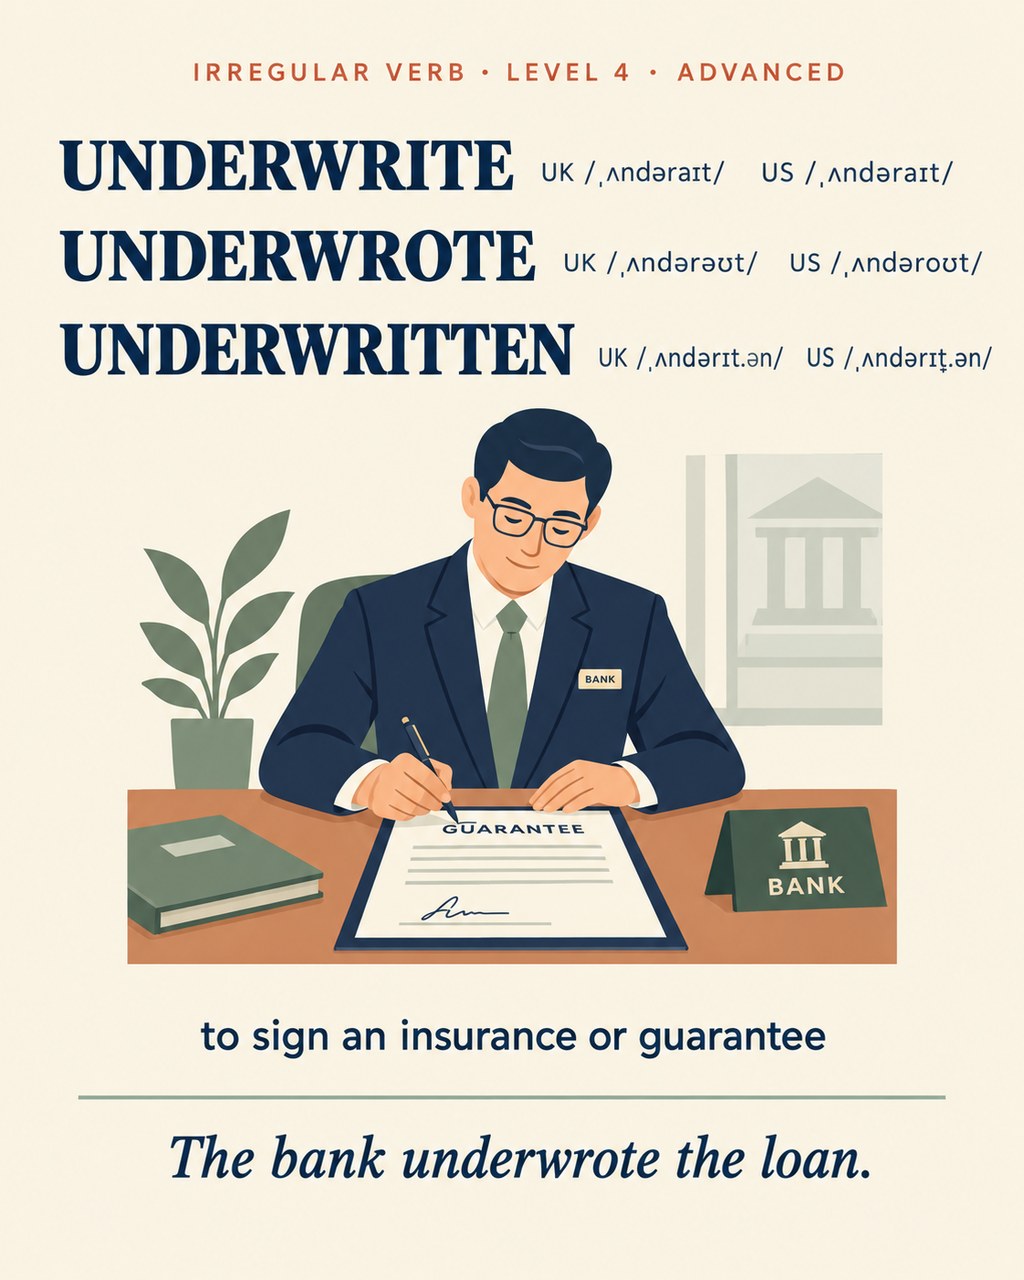 IRREGULAR VERB • LEVEL 4 • ADVANCED
UNDERWRITE UK /ˌʌndəraɪt/ US /ˌʌndəraɪt/
UNDERWROTE UK /ˌʌndərəʊt/ US /ˌʌndəroʊt/
UNDERWRITTEN UK /ˌʌndərɪt.ən/ US /ˌʌndərɪt̬.ən/
BANK
GUARANTEE
BANK
to sign an insurance or guarantee
The bank underwrote the loan.